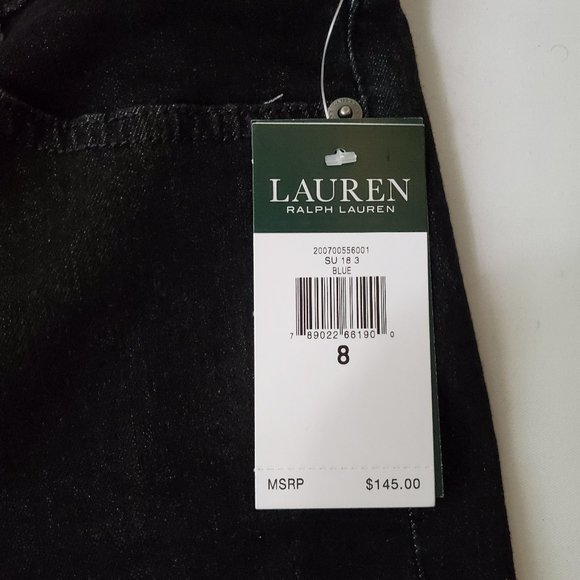 LAUREN
RALPH LAUREN
200700556001
SU 18 3
BLUE
7 89022 66190 0
8
MSRP $145.00